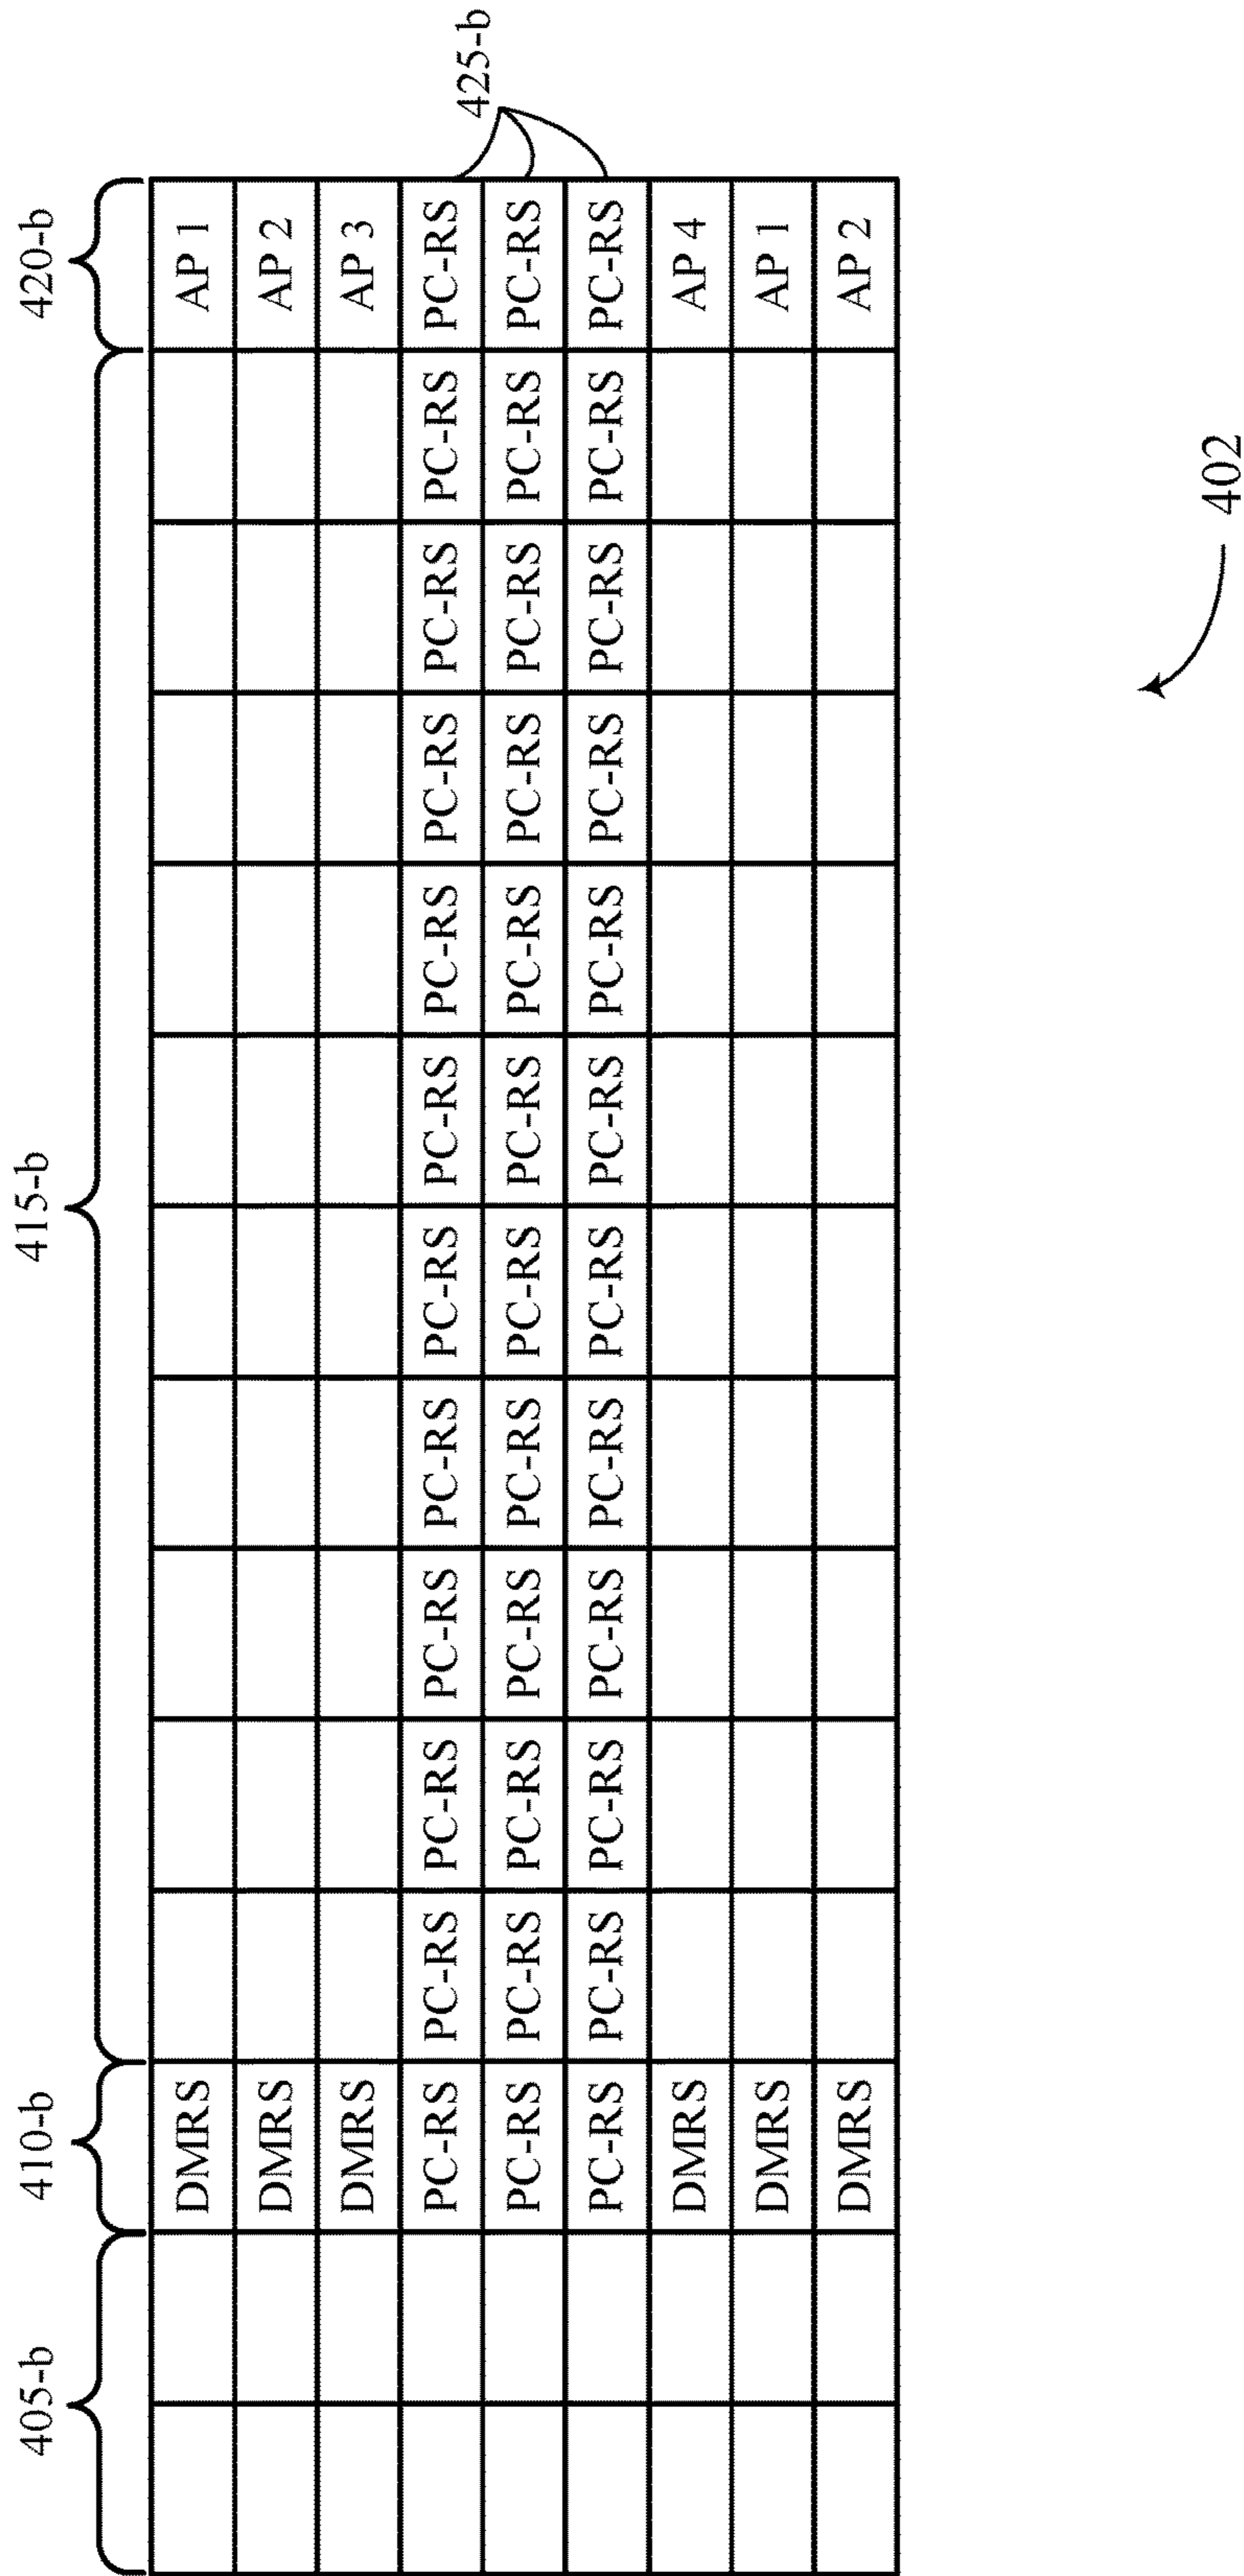 405-b 410-b 415-b 420-b
DMRS AP 1
DMRS AP 2
DMRS AP 3
PC-RS PC-RS PC-RS PC-RS PC-RS PC-RS PC-RS PC-RS PC-RS PC-RS PC-RS PC-RS
425-b
PC-RS PC-RS PC-RS PC-RS PC-RS PC-RS PC-RS PC-RS PC-RS PC-RS PC-RS PC-RS
PC-RS PC-RS PC-RS PC-RS PC-RS PC-RS PC-RS PC-RS PC-RS PC-RS PC-RS PC-RS
DMRS AP 4
DMRS AP 1
DMRS AP 2
402